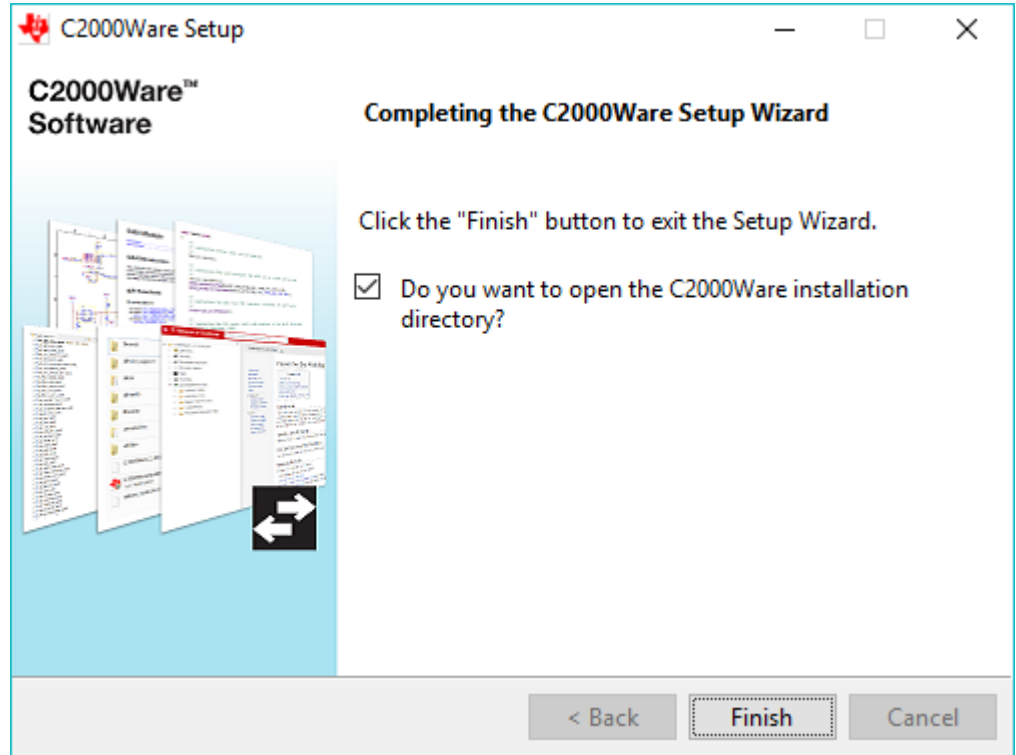 C2000Ware Setup
C2000Ware™
Software
Completing the C2000Ware Setup Wizard
Click the "Finish" button to exit the Setup Wizard.
Do you want to open the C2000Ware installation
directory?
< Back
Finish
Cancel